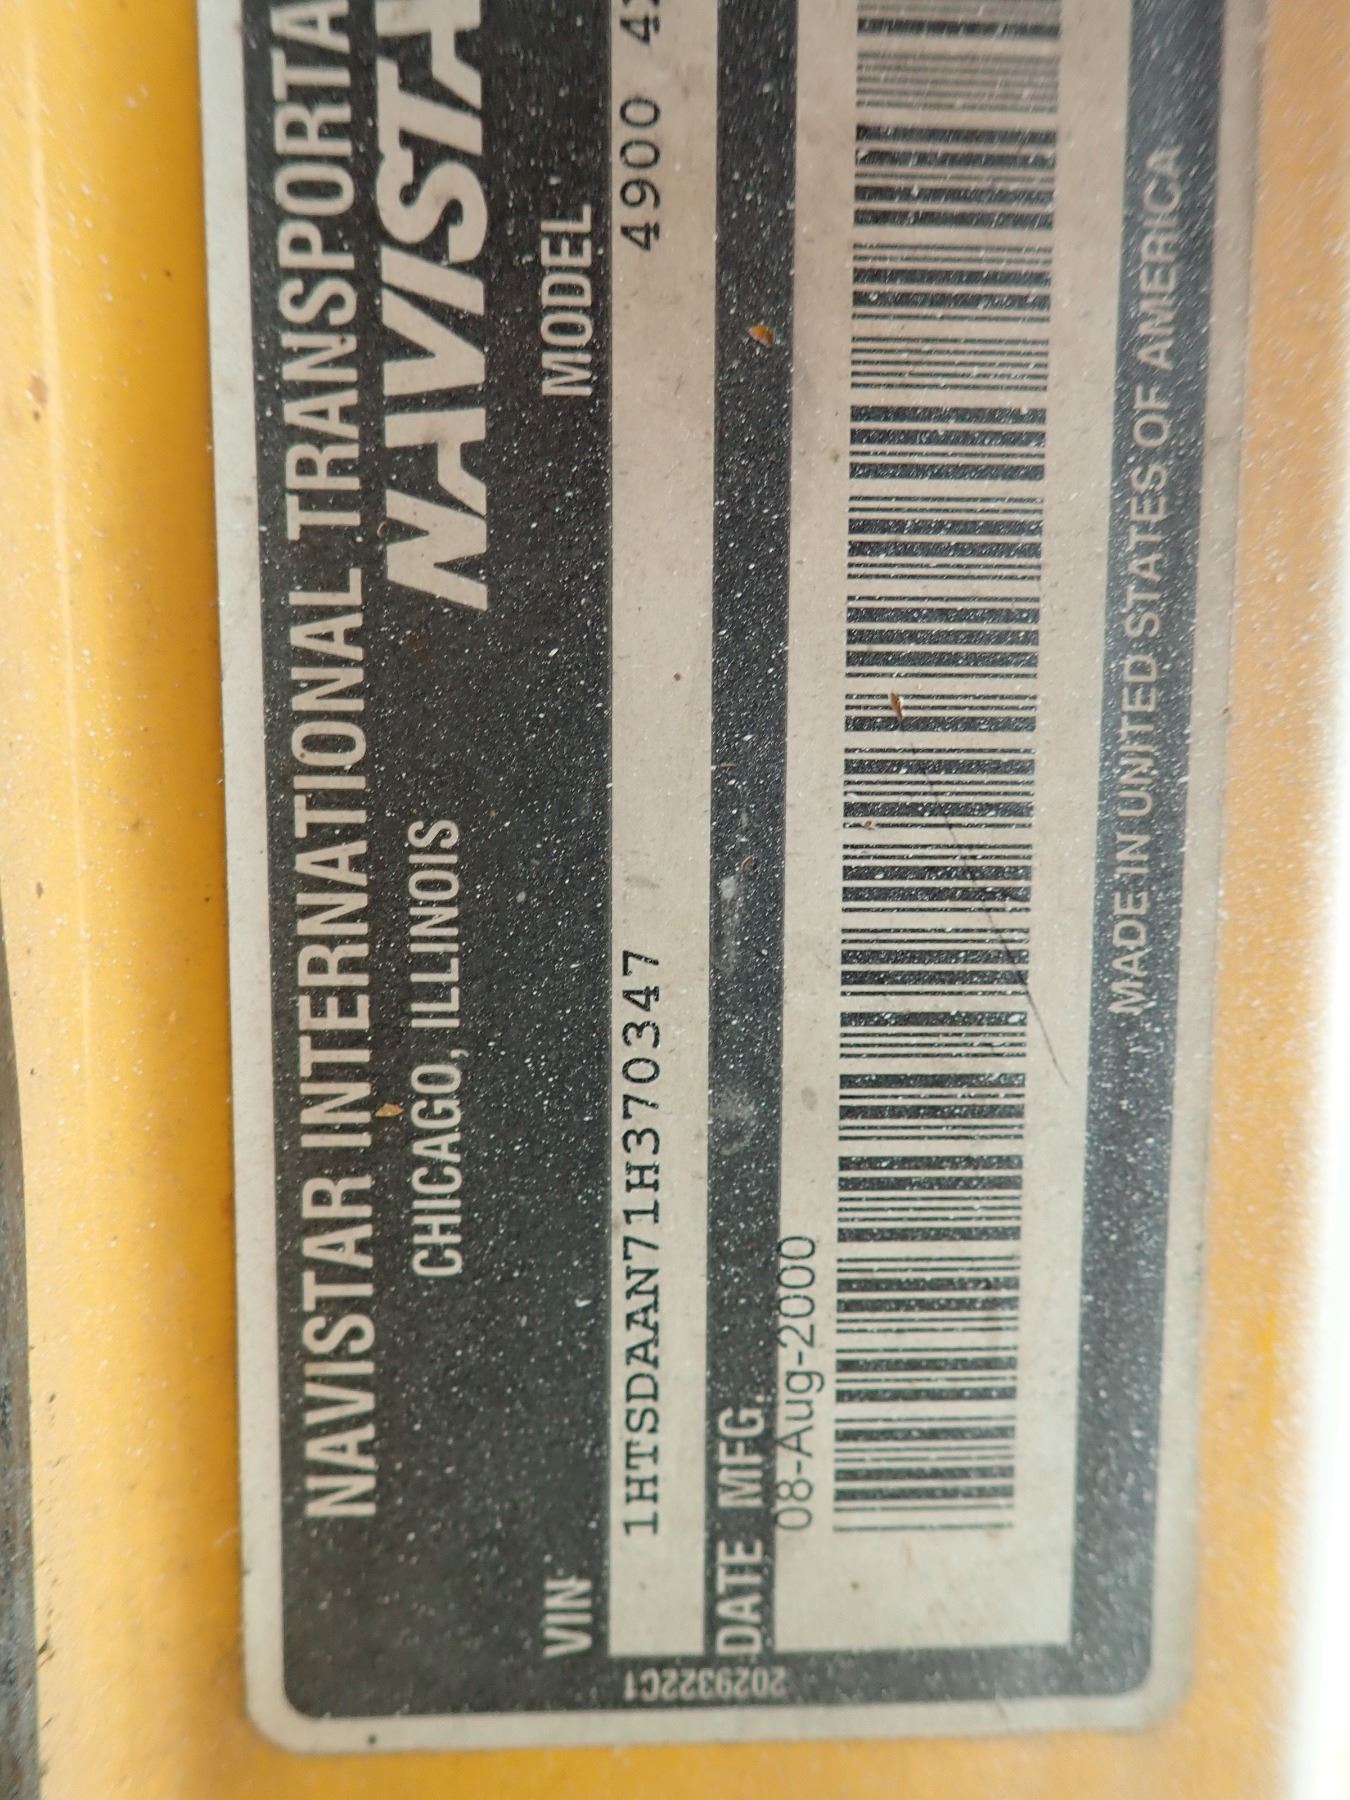 NAVISTAR INTERNATIONAL TRANSPORTA
CHICAGO, ILLINOIS
NAVISTA
VIN
MODEL
1HTSDAAN71H370347
4900 4
DATE MFG.
08-Aug-2000
MADE IN UNITED STATES OF AMERICA
2029322C1